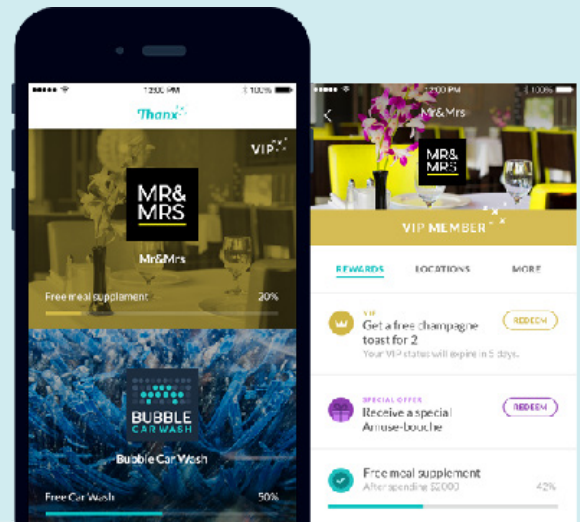 12:00 PM
100%
Thanx
VIP
MR&
MRS
Mr&Mrs
Free meal supplement
20%
BUBBLE
CAR WASH
Bubble Car Wash
Free Car Wash
50%
12:00 PM
100%
Mr&Mrs
MR&
MRS
VIP MEMBER
REWARDS
LOCATIONS
MORE
VIP
Get a free champagne
toast for 2
REDEEM
Your VIP status will expire in 5 days.
SPECIAL OFFER
Receive a special
Amuse-bouche
REDEEM
Free meal supplement
After spending $2000
42%